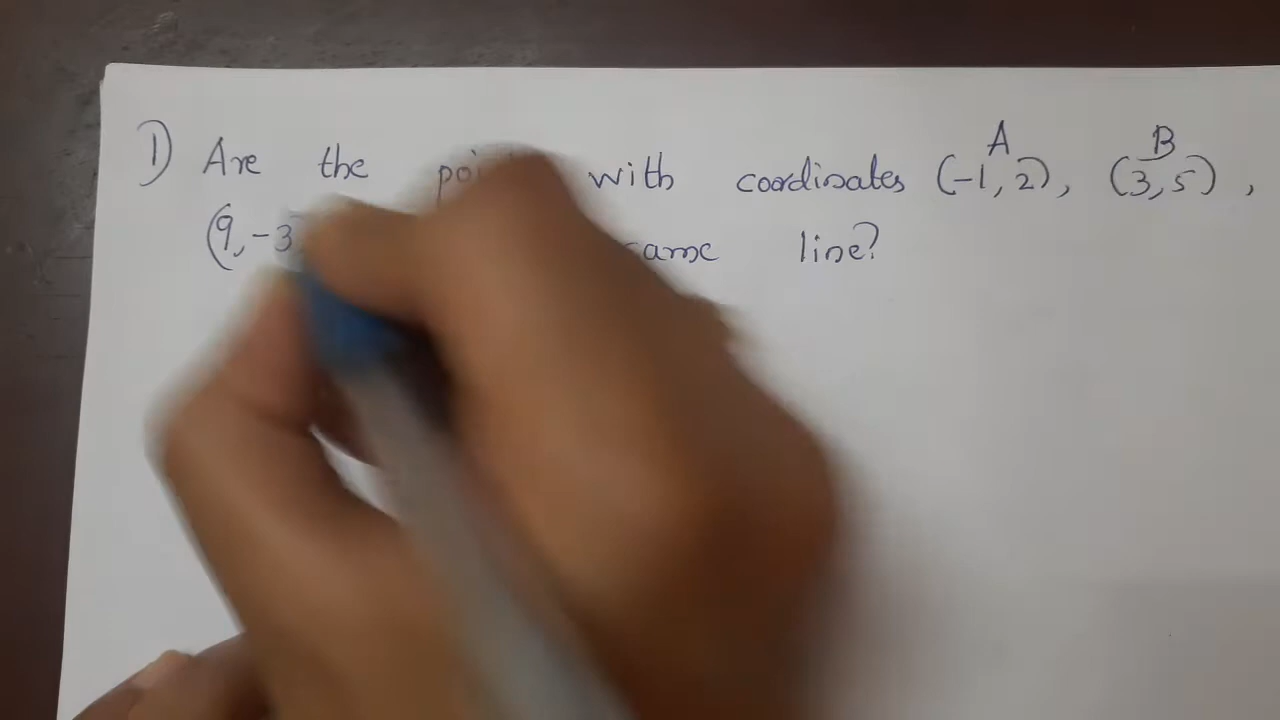 A B
1) Are the with coordinates (-1, 2), (3, 5),
(9, -3 line?